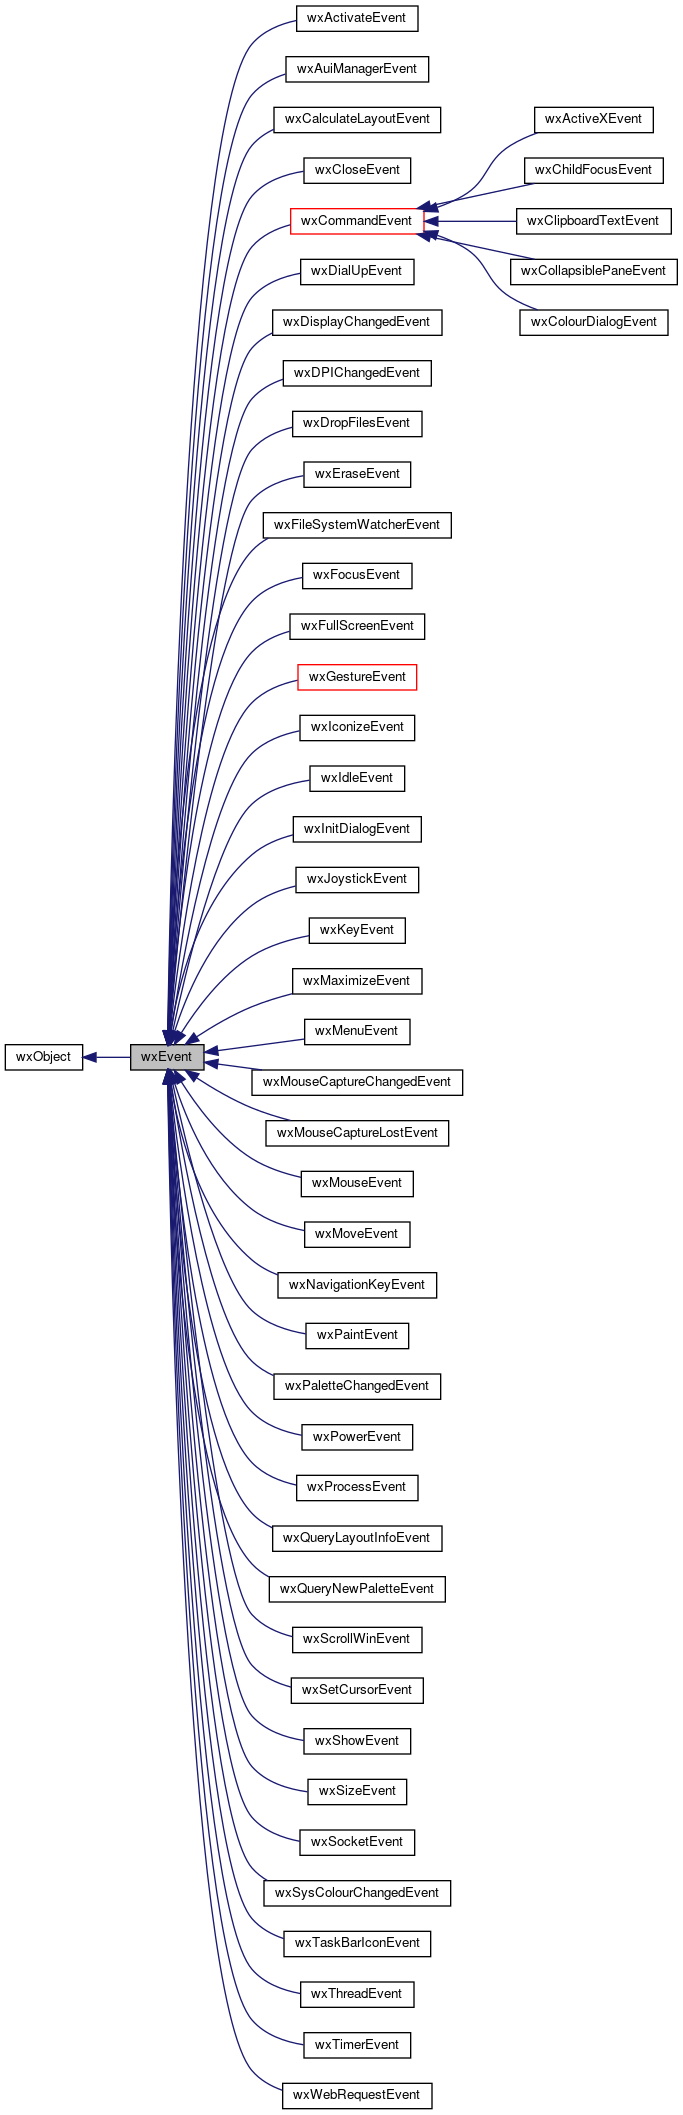 wxActivateEvent
wxAuiManagerEvent
wxCalculateLayoutEvent
wxActiveXEvent
wxCloseEvent
wxChildFocusEvent
wxCommandEvent
wxClipboardTextEvent
wxDialUpEvent
wxCollapsiblePaneEvent
wxDisplayChangedEvent
wxColourDialogEvent
wxDPIChangedEvent
wxDropFilesEvent
wxEraseEvent
wxFileSystemWatcherEvent
wxFocusEvent
wxFullScreenEvent
wxGestureEvent
wxIconizeEvent
wxIdleEvent
wxInitDialogEvent
wxJoystickEvent
wxKeyEvent
wxMaximizeEvent
wxMenuEvent
wxObject
wxEvent
wxMouseCaptureChangedEvent
wxMouseCaptureLostEvent
wxMouseEvent
wxMoveEvent
wxNavigationKeyEvent
wxPaintEvent
wxPaletteChangedEvent
wxPowerEvent
wxProcessEvent
wxQueryLayoutInfoEvent
wxQueryNewPaletteEvent
wxScrollWinEvent
wxSetCursorEvent
wxShowEvent
wxSizeEvent
wxSocketEvent
wxSysColourChangedEvent
wxTaskBarIconEvent
wxThreadEvent
wxTimerEvent
wxWebRequestEvent